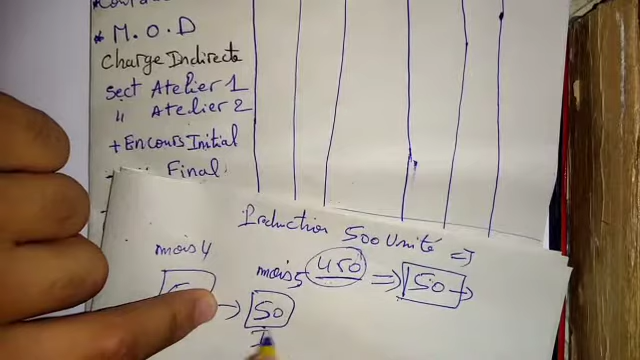 * M.O.D
Charge Indirecte
Sect Atelier 1
" Atelier 2
+ Encours Initial
Final
Production 500 Unité =>
mois 4
mois 5 450 => 50 ->
-> 50